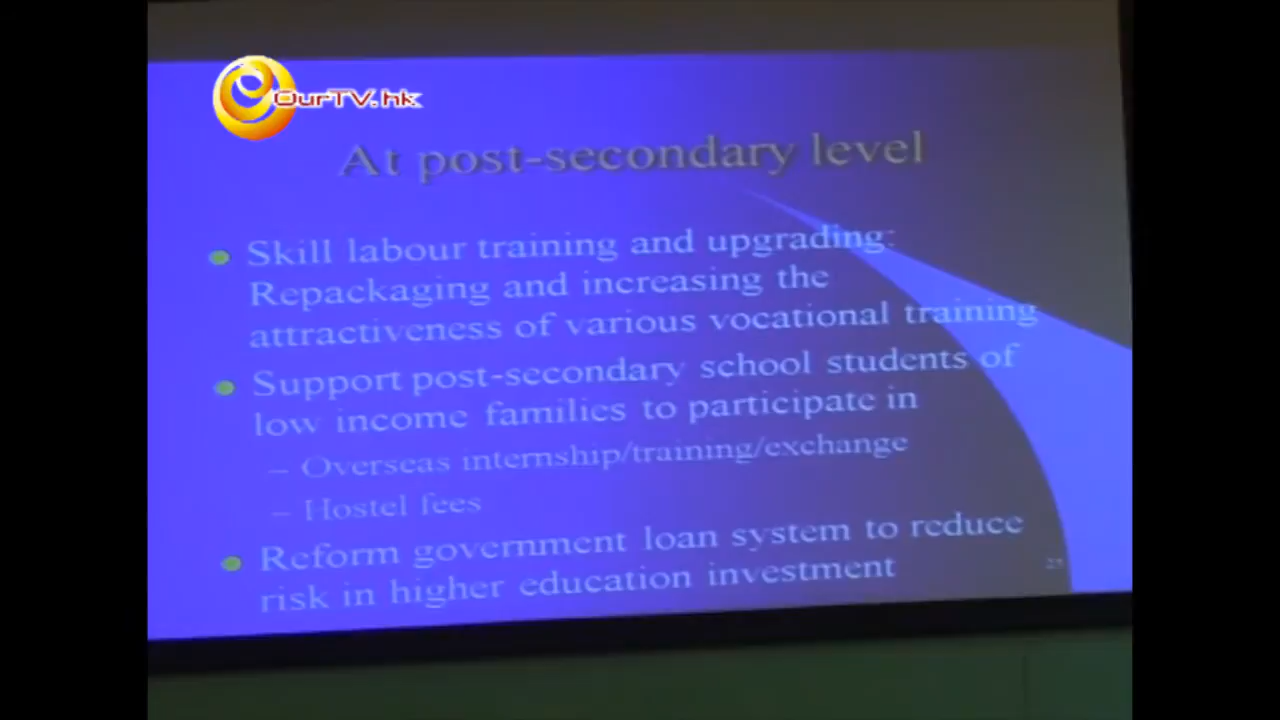 OurTV.hk
At post-secondary level
Skill labour training and upgrading:
Repackaging and increasing the
attractiveness of various vocational training
Support post-secondary school students of
low income families to participate in
– Overseas internship/training/exchange
– Hostel fees
Reform government loan system to reduce
risk in higher education investment